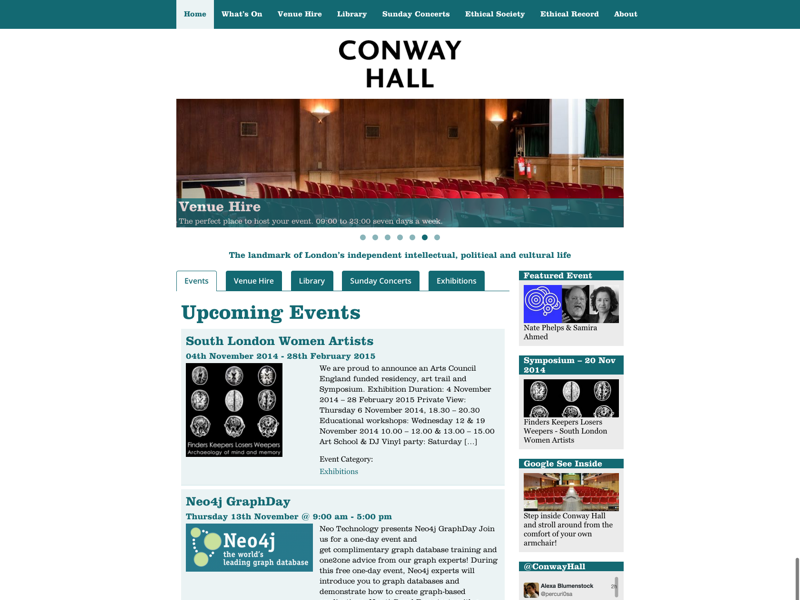 Home What's On Venue Hire Library Sunday Concerts Ethical Society Ethical Record About
CONWAY
HALL
Venue Hire
The perfect place to host your event. 09:00 to 23:00 seven days a week.
The landmark of London's independent intellectual, political and cultural life
Events Venue Hire Library Sunday Concerts Exhibitions
Upcoming Events
South London Women Artists
04th November 2014 - 28th February 2015
We are proud to announce an Arts Council
England funded residency, art trail and
Symposium. Exhibition Duration: 4 November
2014 – 28 February 2015 Private View:
Thursday 6 November 2014, 18.30 – 20.30
Educational workshops: Wednesday 12 & 19
November 2014 10.00 – 12.00 & 13.00 – 15.00
Art School & DJ Vinyl party: Saturday […]
Finders Keepers Losers Weepers
Archaeology of mind and memory
Event Category:
Exhibitions
Neo4j GraphDay
Thursday 13th November @ 9:00 am - 5:00 pm
Neo4j
the world's
leading graph database
Neo Technology presents Neo4j GraphDay Join
us for a one-day event and
get complimentary graph database training and
one2one advice from our graph experts! During
this free one-day event, Neo4j experts will
introduce you to graph databases and
demonstrate how to create graph-based
Featured Event
Nate Phelps & Samira
Ahmed
Symposium – 20 Nov
2014
Finders Keepers Losers
Weepers - South London
Women Artists
Google See Inside
Step inside Conway Hall
and scroll around from the
comfort of your own
armchair!
@ConwayHall
Alexa Blumenstock
@percurl0sa